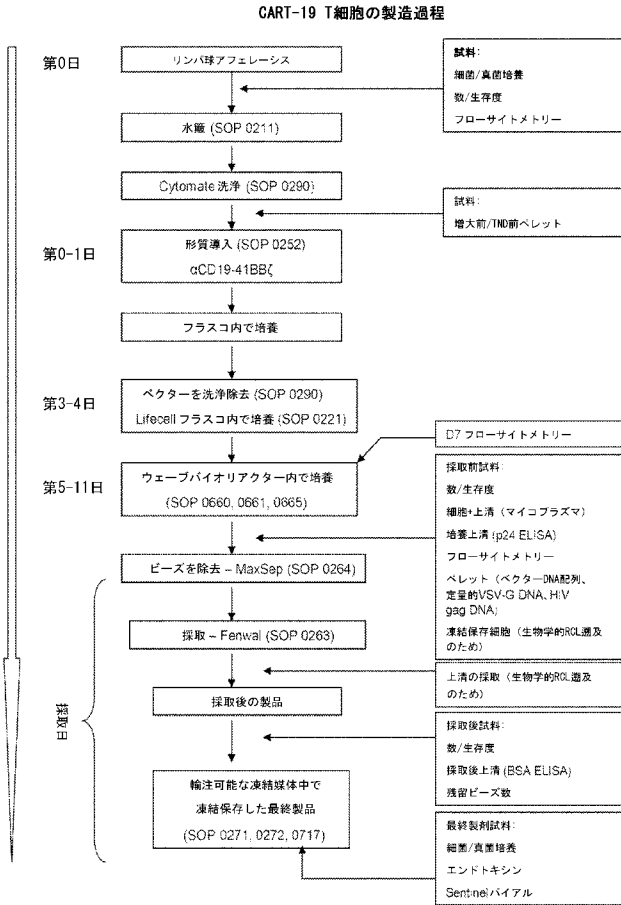 CART-19 T細胞の製造過程
第0日
リンパ球アフェレーシス
試料:
細菌/真菌培養
数/生存度
フローサイトメトリー
水簸 (SOP 0211)
Cytomate 洗浄 (SOP 0290)
試料:
増大前/TND前ペレット
第0-1日
形質導入 (SOP 0252)
αCD19-41BBζ
フラスコ内で培養
第3-4日
ベクターを洗浄除去 (SOP 0290)
Lifecell フラスコ内で培養 (SOP 0221)
D7 フローサイトメトリー
第5-11日
ウェーブバイオリアクター内で培養
(SOP 0660, 0661, 0665)
採取前試料:
数/生存度
細胞+上清（マイコプラズマ）
培養上清 (p24 ELISA)
フローサイトメトリー
ペレット（ベクターDNA配列、
定量的VSV-G DNA、HIV
gag DNA)
凍結保存細胞（生物学的RCL遡及
のため）
ビーズを除去 – MaxSep (SOP 0264)
採取 ~ Fenwal (SOP 0263)
上清の採取（生物学的RCL遡及
のため）
採取日
採取後の製品
採取後試料:
数/生存度
採取後上清 (BSA ELISA)
残留ビーズ数
輸注可能な凍結媒体中で
凍結保存した最終製品
(SOP 0271, 0272, 0717)
最終製剤試料:
細菌/真菌培養
エンドトキシン
Sentinelバイアル